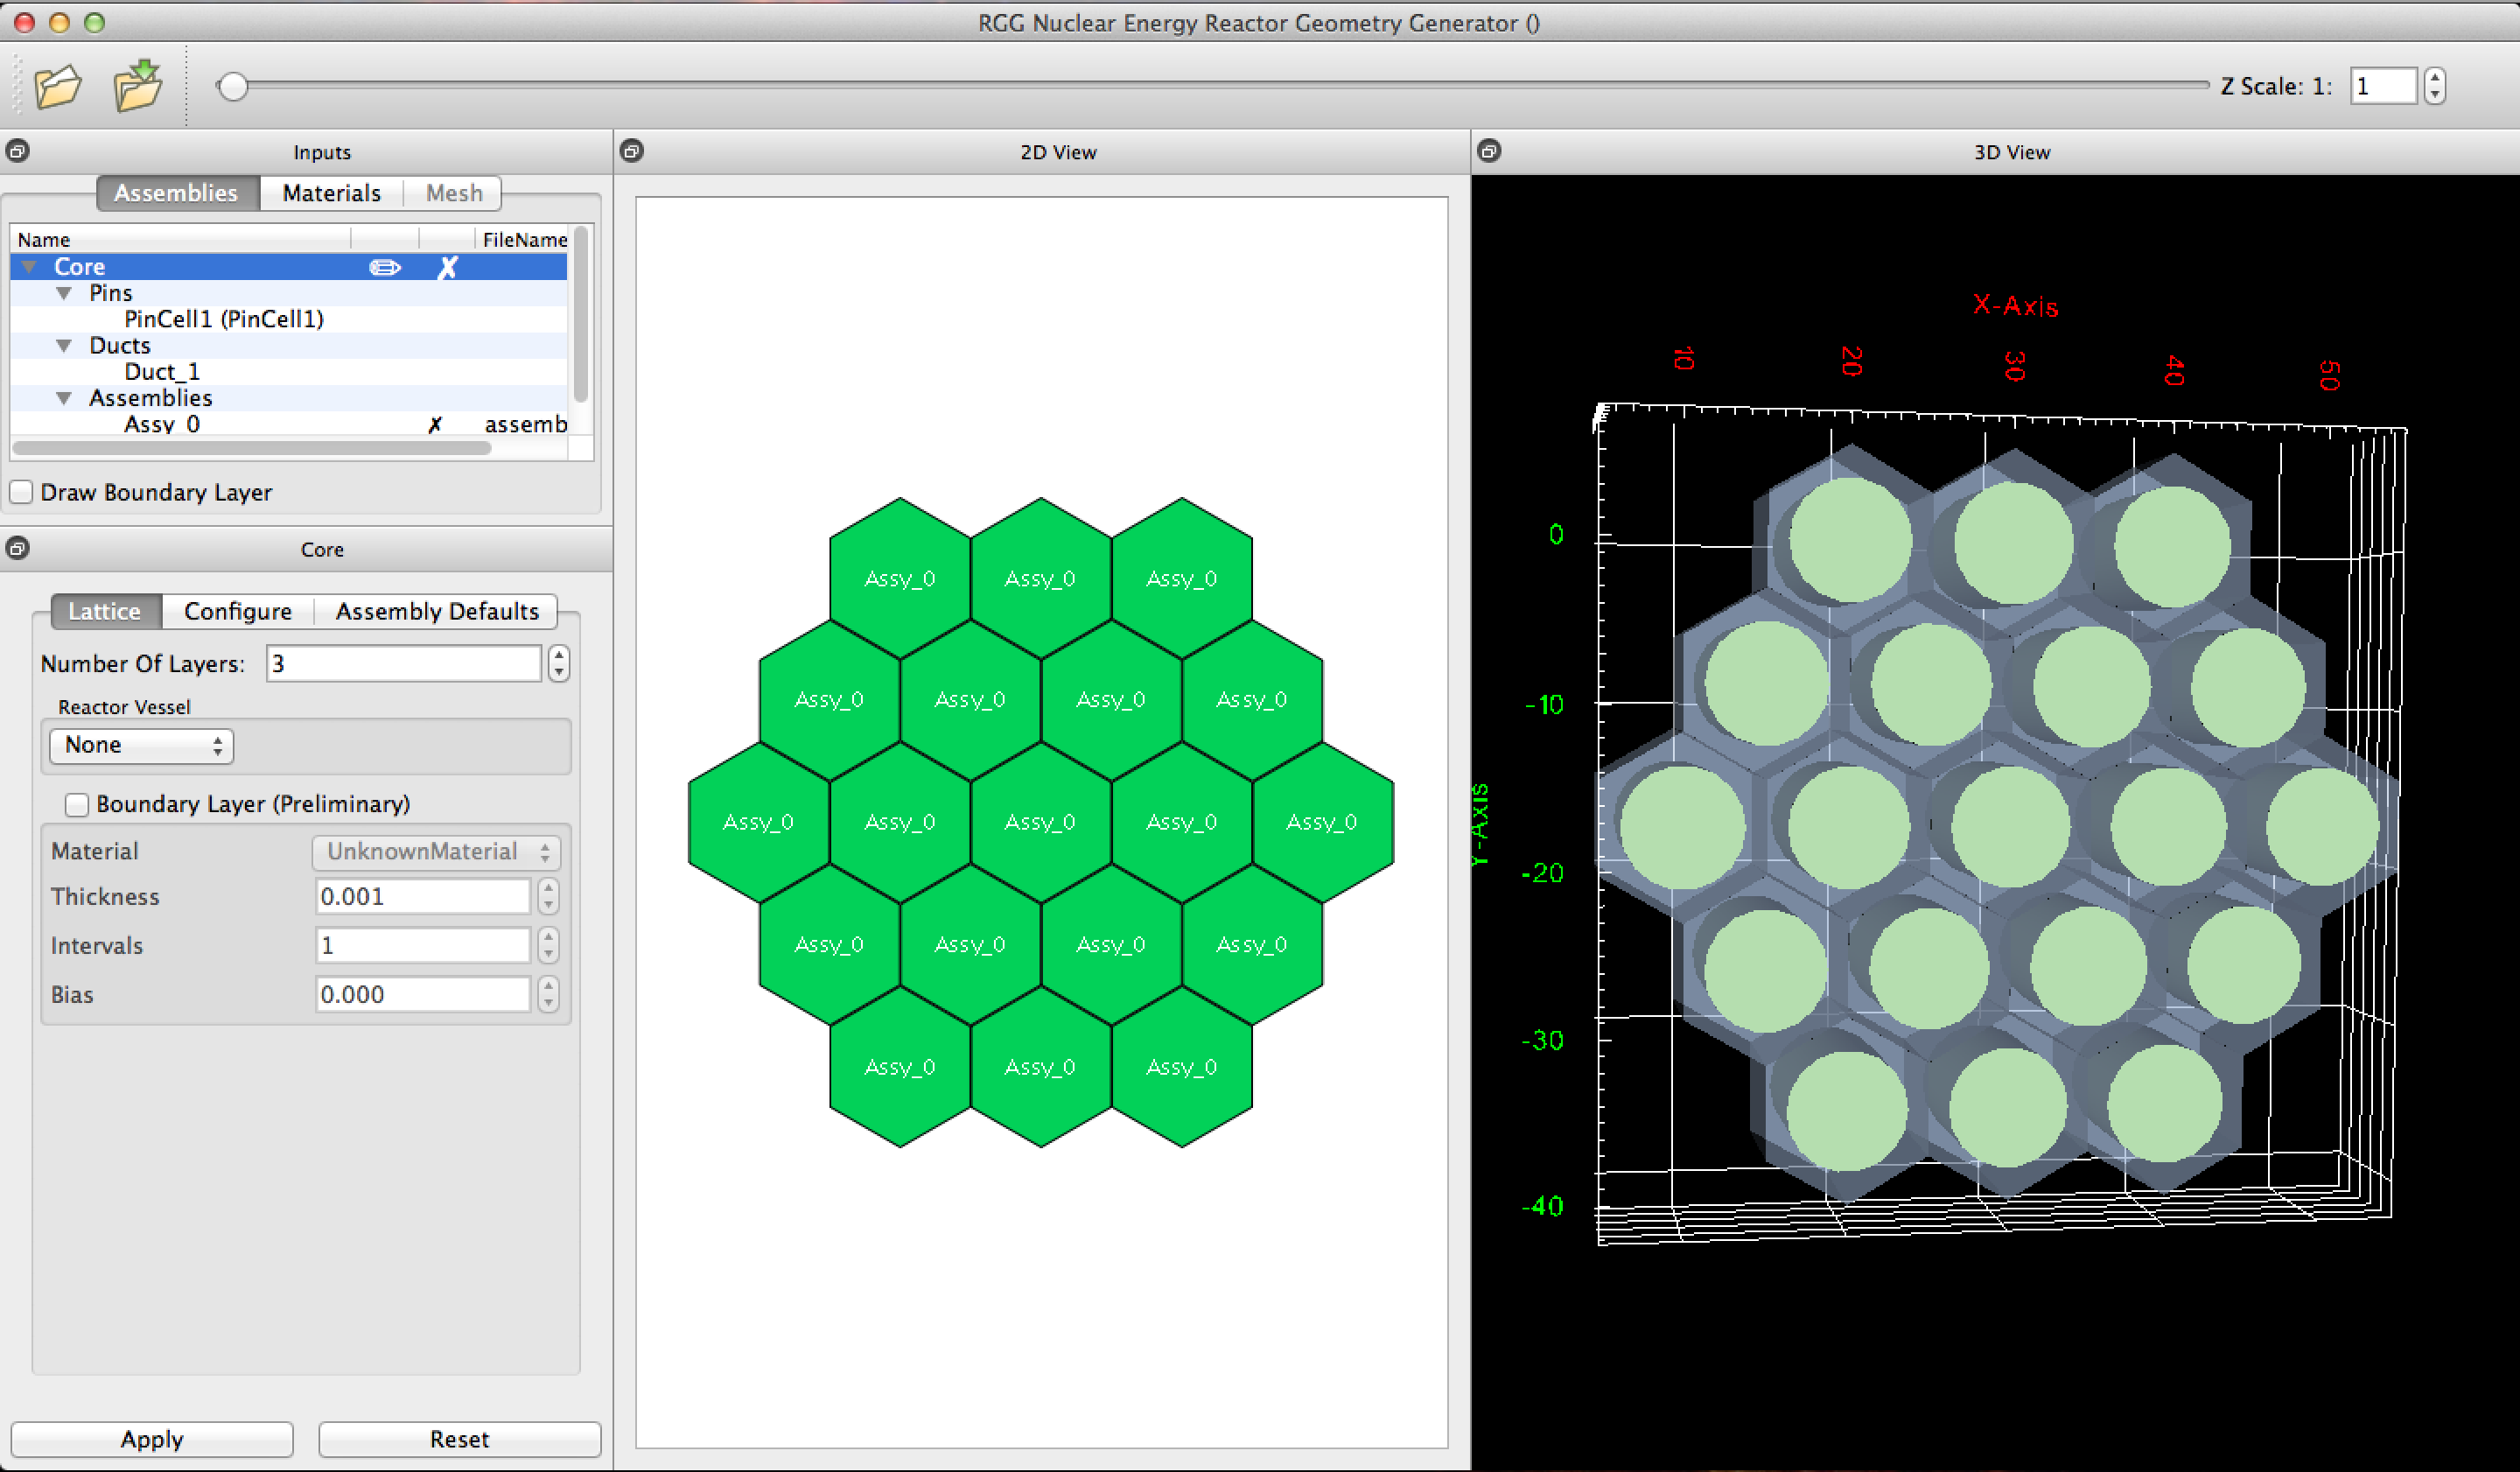 RGG Nuclear Energy Reactor Geometry Generator ()
Z Scale: 1: 1
Inputs
Assemblies Materials Mesh
Name FileName
Core
Pins
PinCell1 (PinCell1)
Ducts
Duct_1
Assemblies
Assy_0 assemb
Draw Boundary Layer
Core
Lattice Configure Assembly Defaults
Number Of Layers: 3
Reactor Vessel
None
Boundary Layer (Preliminary)
Material UnknownMaterial
Thickness 0.001
Intervals 1
Bias 0.000
Apply Reset
2D View
Assy_0 Assy_0 Assy_0
Assy_0 Assy_0 Assy_0 Assy_0
Assy_0 Assy_0 Assy_0 Assy_0 Assy_0
Assy_0 Assy_0 Assy_0 Assy_0
Assy_0 Assy_0 Assy_0
3D View
X-Axis
10 20 30 40 50
Y-Axis
0
-10
-20
-30
-40